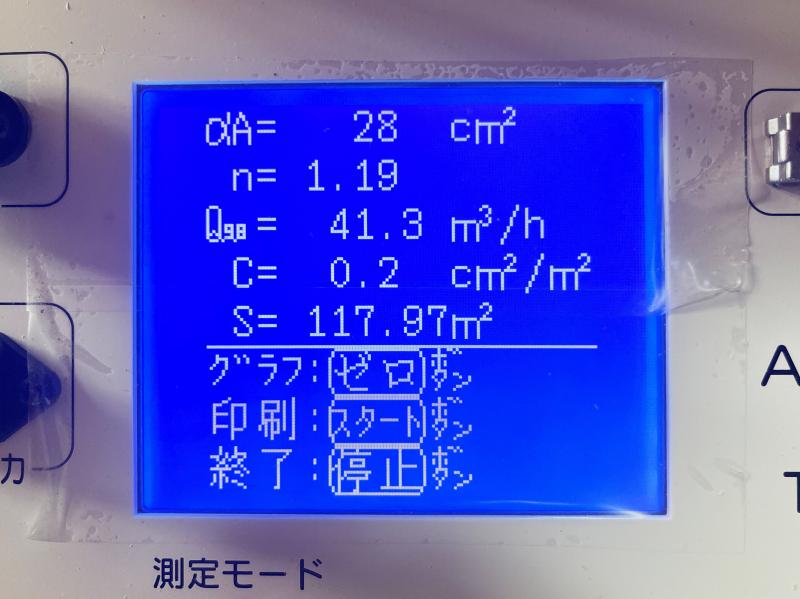 αA= 28 cm²
n= 1.19
Q₉.₈= 41.3 m³/h
C= 0.2 cm²/m²
S= 117.97m²
グラフ:(ゼロ)ボタン
印刷:(スタート)ボタン
終了:(停止)ボタン
カ
A
T
測定モード